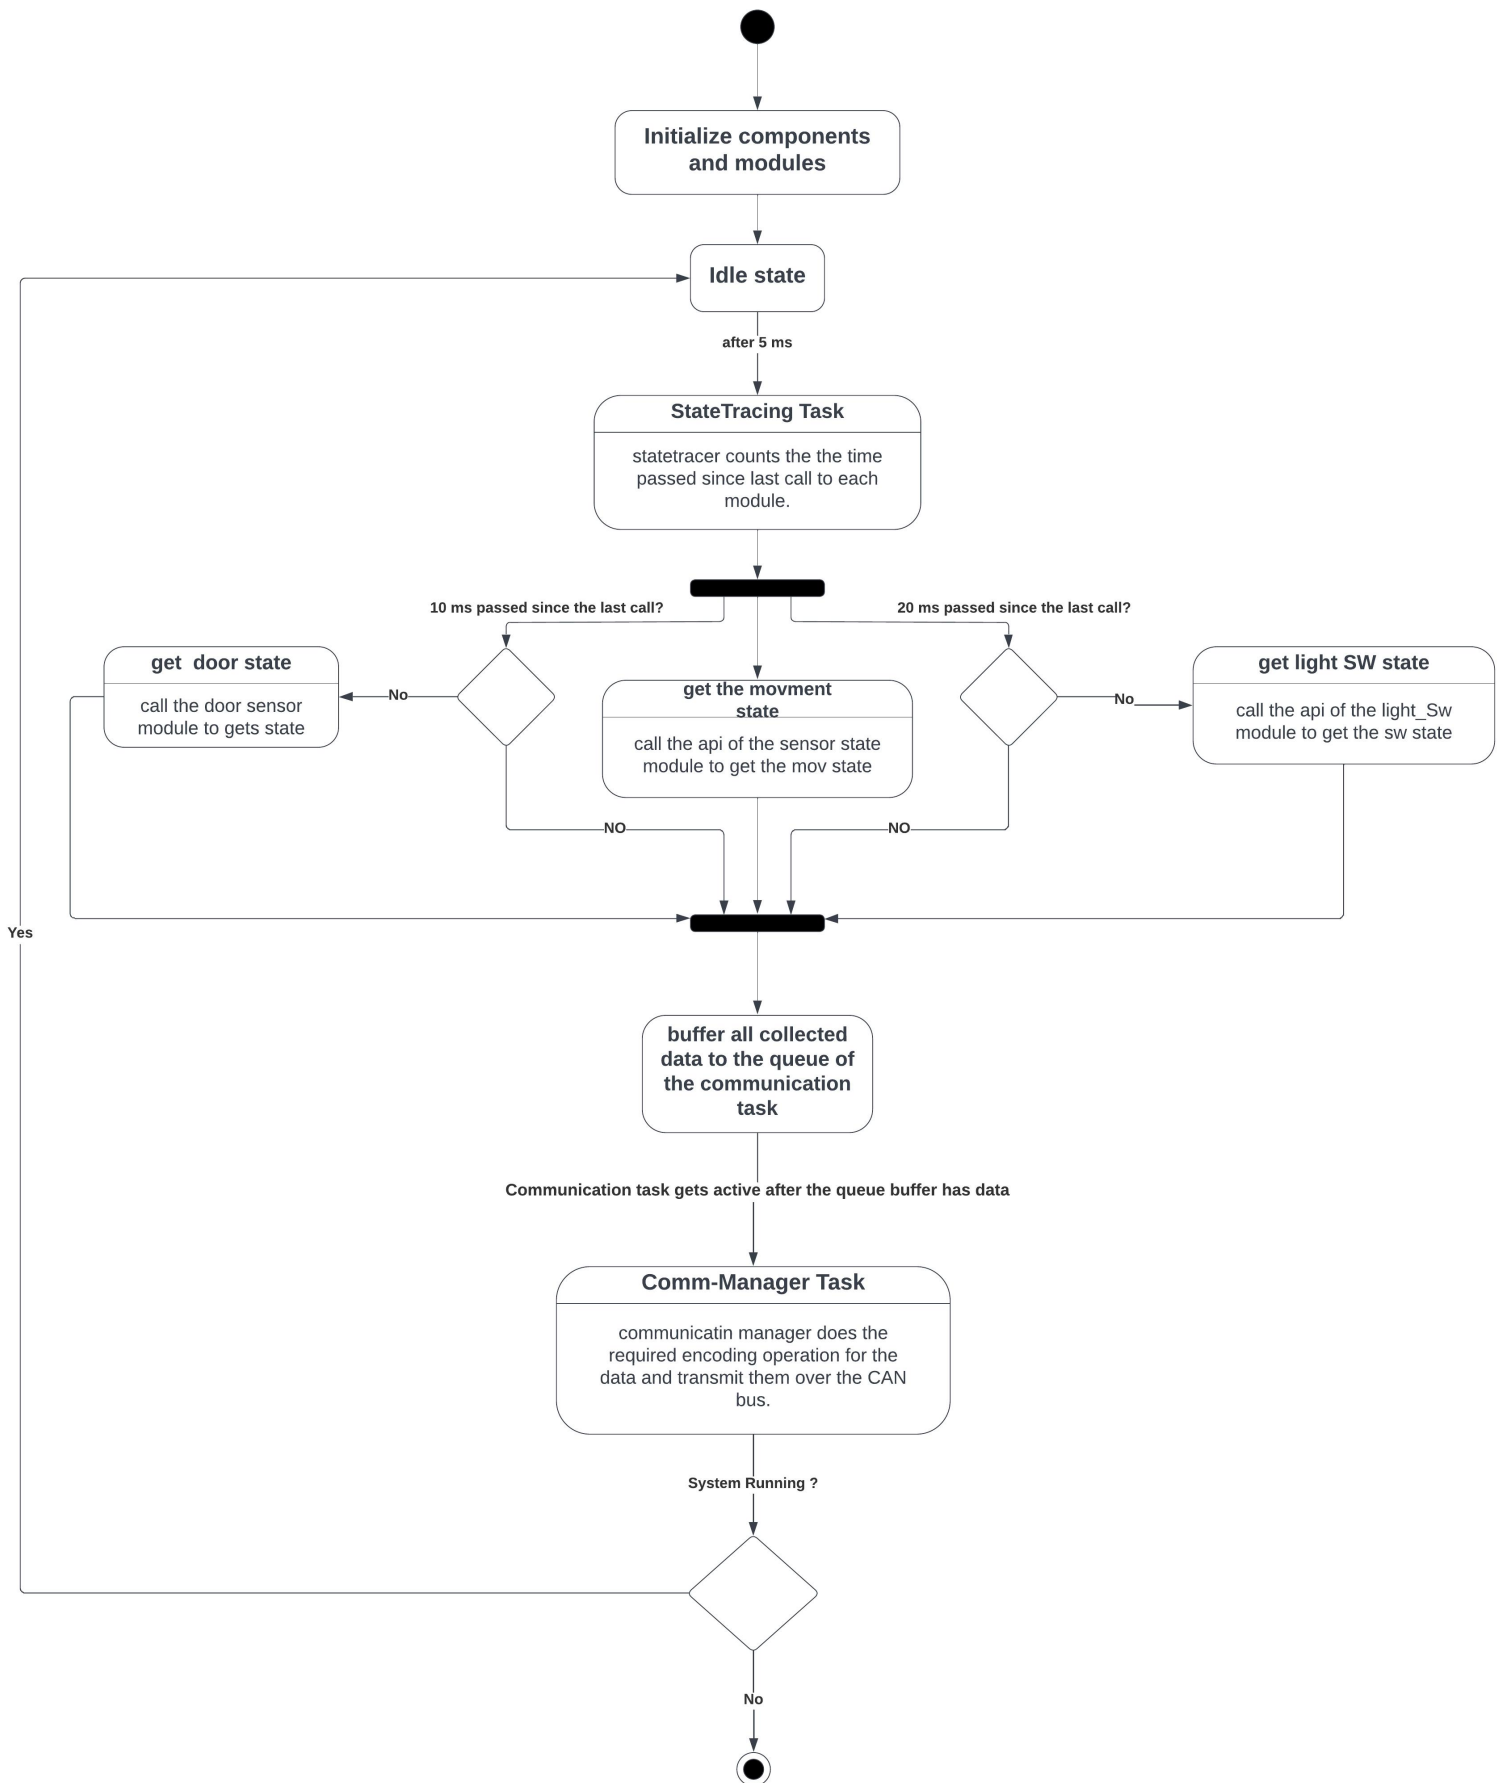 Initialize components
and modules
Idle state
after 5 ms
StateTracing Task
statetracer counts the the time
passed since last call to each
module.
10 ms passed since the last call?
20 ms passed since the last call?
get  door state
call the door sensor
module to gets state
No
get the movment
state
call the api of the sensor state
module to get the mov state
No
get light SW state
call the api of the light_Sw
module to get the sw state
NO
NO
Yes
buffer all collected
data to the queue of
the communication
task
Communication task gets active after the queue buffer has data
Comm-Manager Task
communicatin manager does the
required encoding operation for the
data and transmit them over the CAN
bus.
System Running ?
No